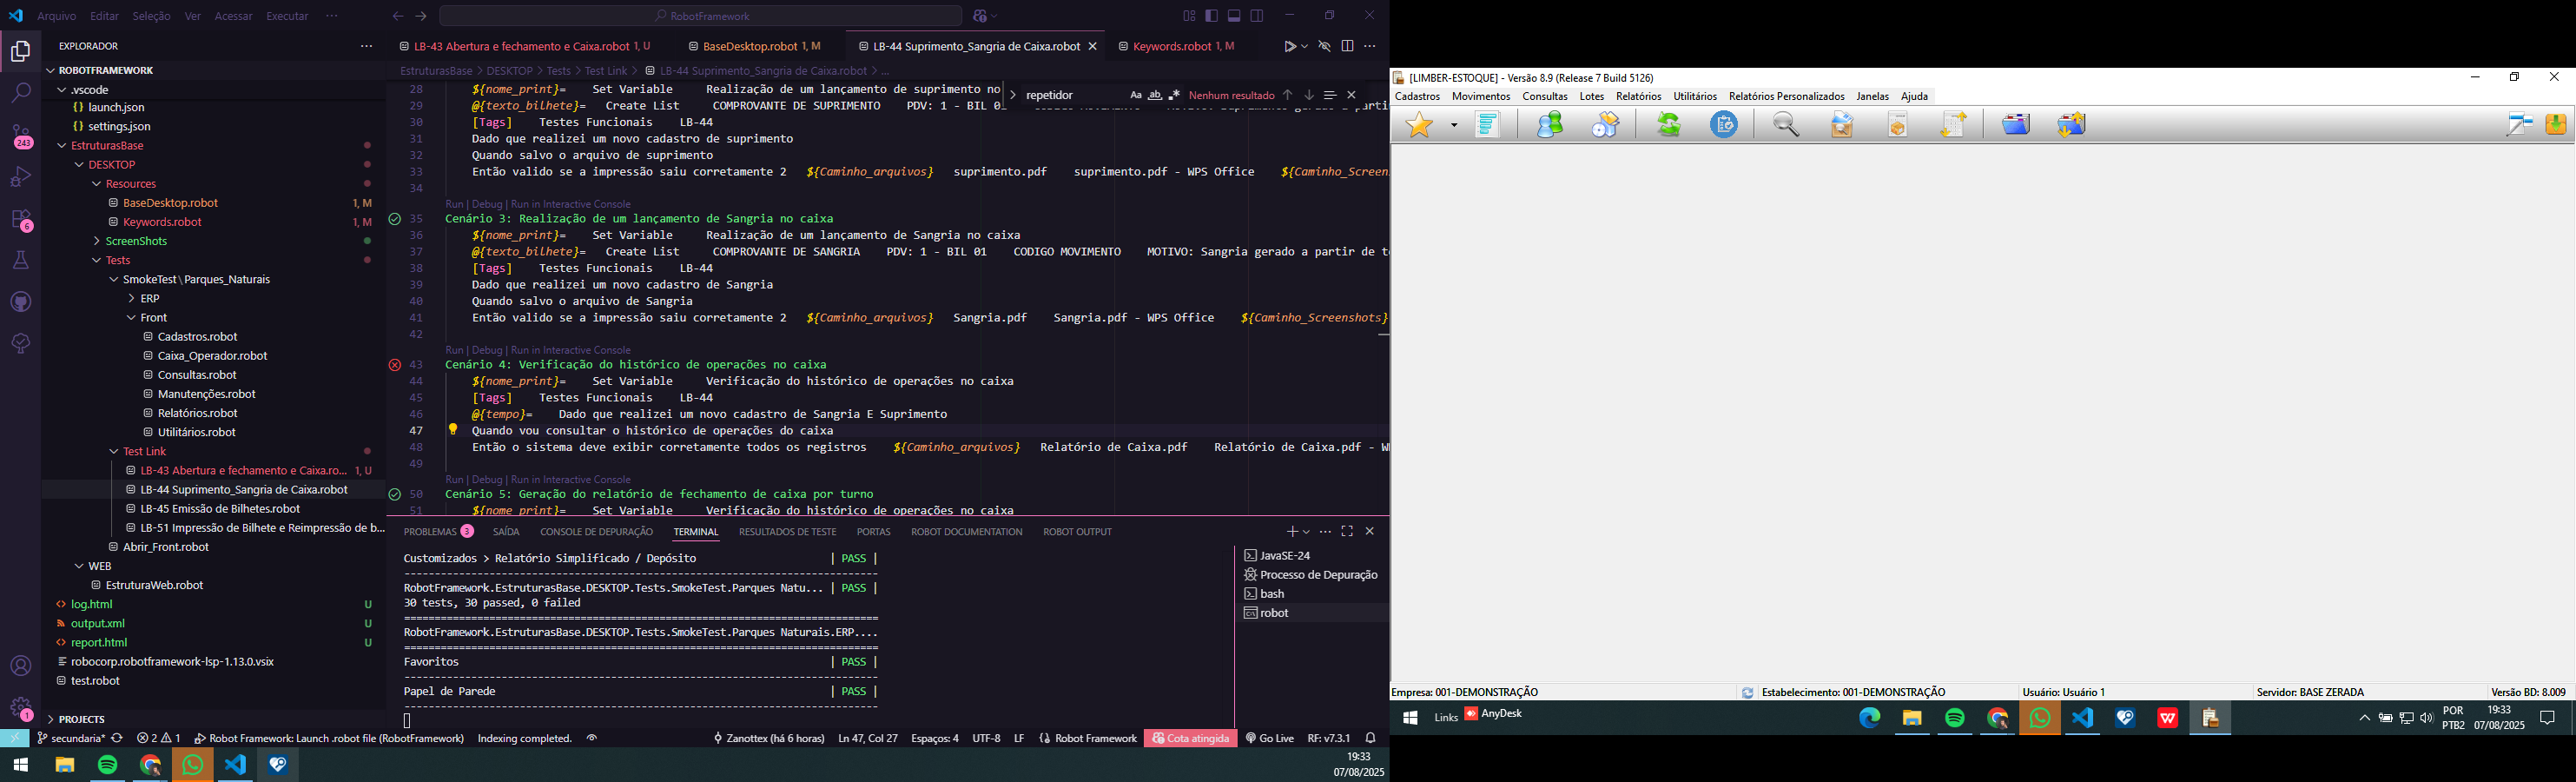 Arquivo Editar Seleção Ver Acessar Executar ···
RobotFramework
EXPLORADOR
ROBOTFRAMEWORK
.vscode
launch.json
settings.json
EstruturasBase
DESKTOP
Resources
BaseDesktop.robot 1, M
Keywords.robot 1, M
ScreenShots
Tests
SmokeTest\Parques_Naturais
ERP
Front
Cadastros.robot
Caixa_Operador.robot
Consultas.robot
Manutenções.robot
Relatórios.robot
Utilitários.robot
Test Link
LB-43 Abertura e fechamento e Caixa.ro... 1, U
LB-44 Suprimento_Sangria de Caixa.robot
LB-45 Emissão de Bilhetes.robot
LB-51 Impressão de Bilhete e Reimpressão de b...
Abrir_Front.robot
WEB
EstruturaWeb.robot
log.html U
output.xml U
report.html U
robocorp.robotframework-lsp-1.13.0.vsix
test.robot
PROJECTS
243
6
1
LB-43 Abertura e fechamento e Caixa.robot 1, U
BaseDesktop.robot 1, M
LB-44 Suprimento_Sangria de Caixa.robot
Keywords.robot 1, M
EstruturasBase > DESKTOP > Tests > Test Link > LB-44 Suprimento_Sangria de Caixa.robot > ...
repetidor
Aa ab .* Nenhum resultado
28 ${nome_print}= Set Variable Realização de um lançamento de suprimento no
29 @{texto_bilhete}= Create List COMPROVANTE DE SUPRIMENTO PDV: 1 - BIL 01
30 [Tags] Testes Funcionais LB-44
31 Dado que realizei um novo cadastro de suprimento
32 Quando salvo o arquivo de suprimento
33 Então valido se a impressão saiu corretamente 2 ${Caminho_arquivos} suprimento.pdf suprimento.pdf - WPS Office ${Caminho_Screen
34
Run | Debug | Run in Interactive Console
35 Cenário 3: Realização de um lançamento de Sangria no caixa
36 ${nome_print}= Set Variable Realização de um lançamento de Sangria no caixa
37 @{texto_bilhete}= Create List COMPROVANTE DE SANGRIA PDV: 1 - BIL 01 CODIGO MOVIMENTO MOTIVO: Sangria gerado a partir de t
38 [Tags] Testes Funcionais LB-44
39 Dado que realizei um novo cadastro de Sangria
40 Quando salvo o arquivo de Sangria
41 Então valido se a impressão saiu corretamente 2 ${Caminho_arquivos} Sangria.pdf Sangria.pdf - WPS Office ${Caminho_Screenshots}
42
Run | Debug | Run in Interactive Console
43 Cenário 4: Verificação do histórico de operações no caixa
44 ${nome_print}= Set Variable Verificação do histórico de operações no caixa
45 [Tags] Testes Funcionais LB-44
46 @{tempo}= Dado que realizei um novo cadastro de Sangria E Suprimento
47 Quando vou consultar o histórico de operações do caixa
48 Então o sistema deve exibir corretamente todos os registros ${Caminho_arquivos} Relatório de Caixa.pdf Relatório de Caixa.pdf - W
49
Run | Debug | Run in Interactive Console
50 Cenário 5: Geração do relatório de fechamento de caixa por turno
51 ${nome_print}= Set Variable Verificação do histórico de operações no caixa
PROBLEMAS 3 SAÍDA CONSOLE DE DEPURAÇÃO TERMINAL RESULTADOS DE TESTE PORTAS ROBOT DOCUMENTATION ROBOT OUTPUT
Customizados > Relatório Simplificado / Depósito | PASS |
RobotFramework.EstruturasBase.DESKTOP.Tests.SmokeTest.Parques Natu... | PASS |
30 tests, 30 passed, 0 failed
RobotFramework.EstruturasBase.DESKTOP.Tests.SmokeTest.Parques Naturais.ERP....
Favoritos | PASS |
Papel de Parede | PASS |
JavaSE-24
Processo de Depuração
bash
robot
secundaria* 2 1 Robot Framework: Launch .robot file (RobotFramework) Indexing completed. Zanottex (há 6 horas) Ln 47, Col 27 Espaços: 4 UTF-8 LF Robot Framework Cota atingida Go Live RF: v7.3.1
19:33
07/08/2025
[LIMBER-ESTOQUE] - Versão 8.9 (Release 7 Build 5126)
Cadastros Movimentos Consultas Lotes Relatórios Utilitários Relatórios Personalizados Janelas Ajuda
Empresa: 001-DEMONSTRAÇÃO Estabelecimento: 001-DEMONSTRAÇÃO Usuário: Usuário 1 Servidor: BASE ZERADA Versão BD: 8.009
Links AnyDesk
POR
PTB2
19:33
07/08/2025